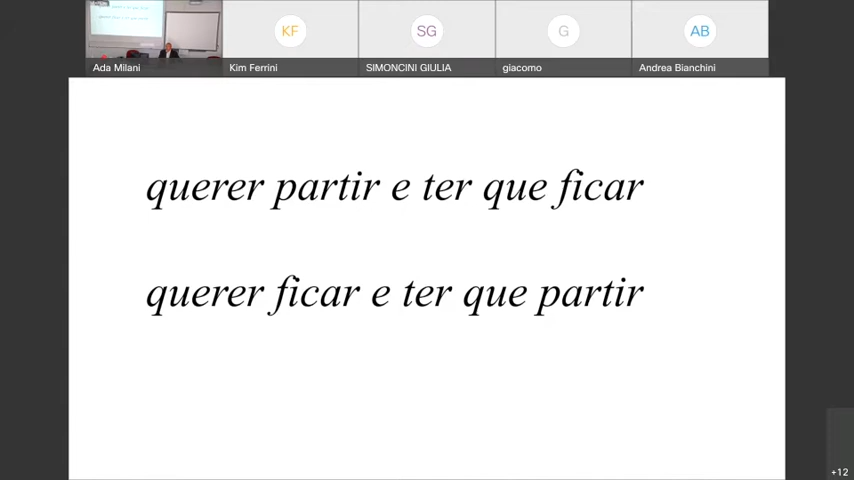 KF
SG
G
AB
Ada Milani
Kim Ferrini
SIMONCINI GIULIA
giacomo
Andrea Bianchini
querer partir e ter que ficar
querer ficar e ter que partir
+12